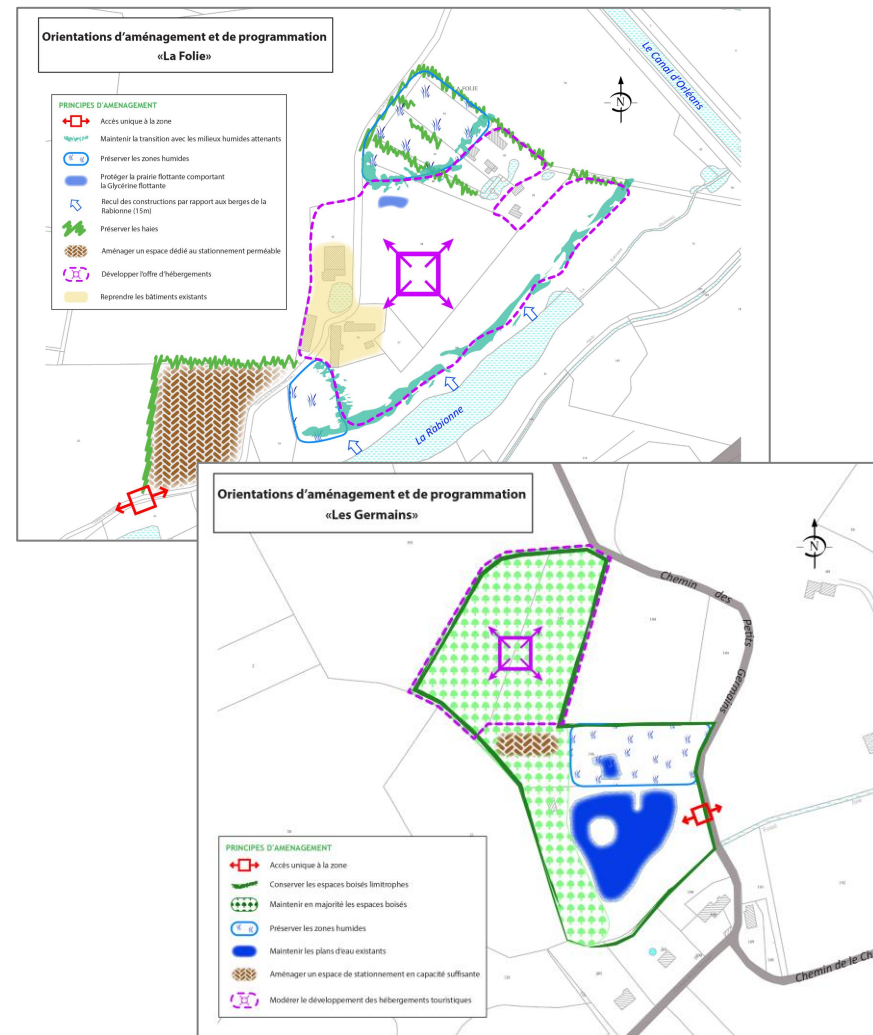 Orientations d'aménagement et de programmation
«La Folie»
PRINCIPES D'AMENAGEMENT
Accès unique à la zone
Maintenir la transition avec les milieux humides attenants
Préserver les zones humides
Protéger la prairie flottante comportant
la Glycérine flottante
Recul des constructions par rapport aux berges de la
Rabionne (15m)
Préserver les haies
Aménager un espace dédié au stationnement perméable
Développer l'offre d'hébergements
Reprendre les bâtiments existants
FOLIE
N
Le Canal d'Orléans
La Rabionne
Orientations d'aménagement et de programmation
«Les Germains»
N
Chemin des Petits Germains
Chemin de le Ch
PRINCIPES D'AMENAGEMENT
Accès unique à la zone
Conserver les espaces boisés limitrophes
Maintenir en majorité les espaces boisés
Préserver les zones humides
Maintenir les plans d'eau existants
Aménager un espace de stationnement en capacité suffisante
Modérer le développement des hébergements touristiques